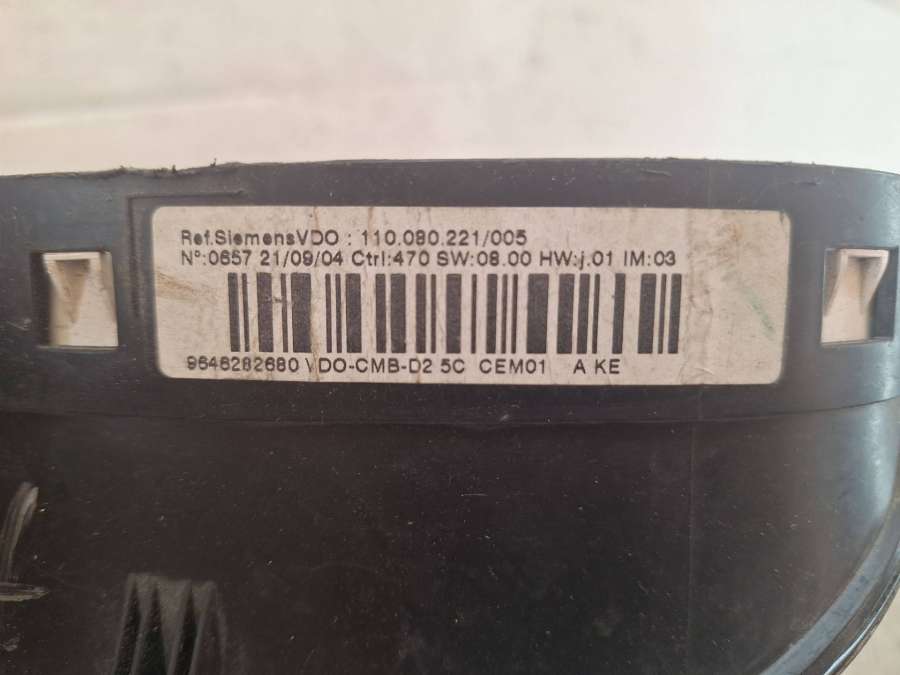 Ref.SiemensVDO : 110.080.221/005
N°:0657 21/09/04 Ctrl:470 SW:08.00 HW:j.01 IM:03
9646282680 VDO-CMB-D2 5C CEM01 A KE